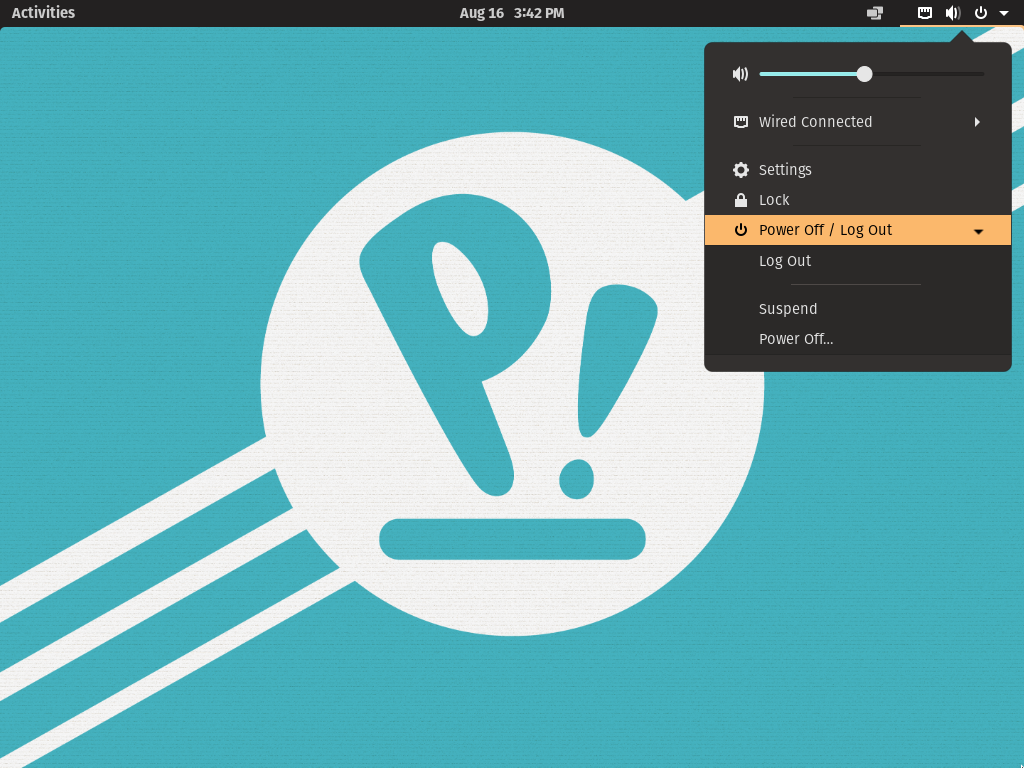 Activities
Aug 16 3:42 PM
Wired Connected
Settings
Lock
Power Off / Log Out
Log Out
Suspend
Power Off...
P!